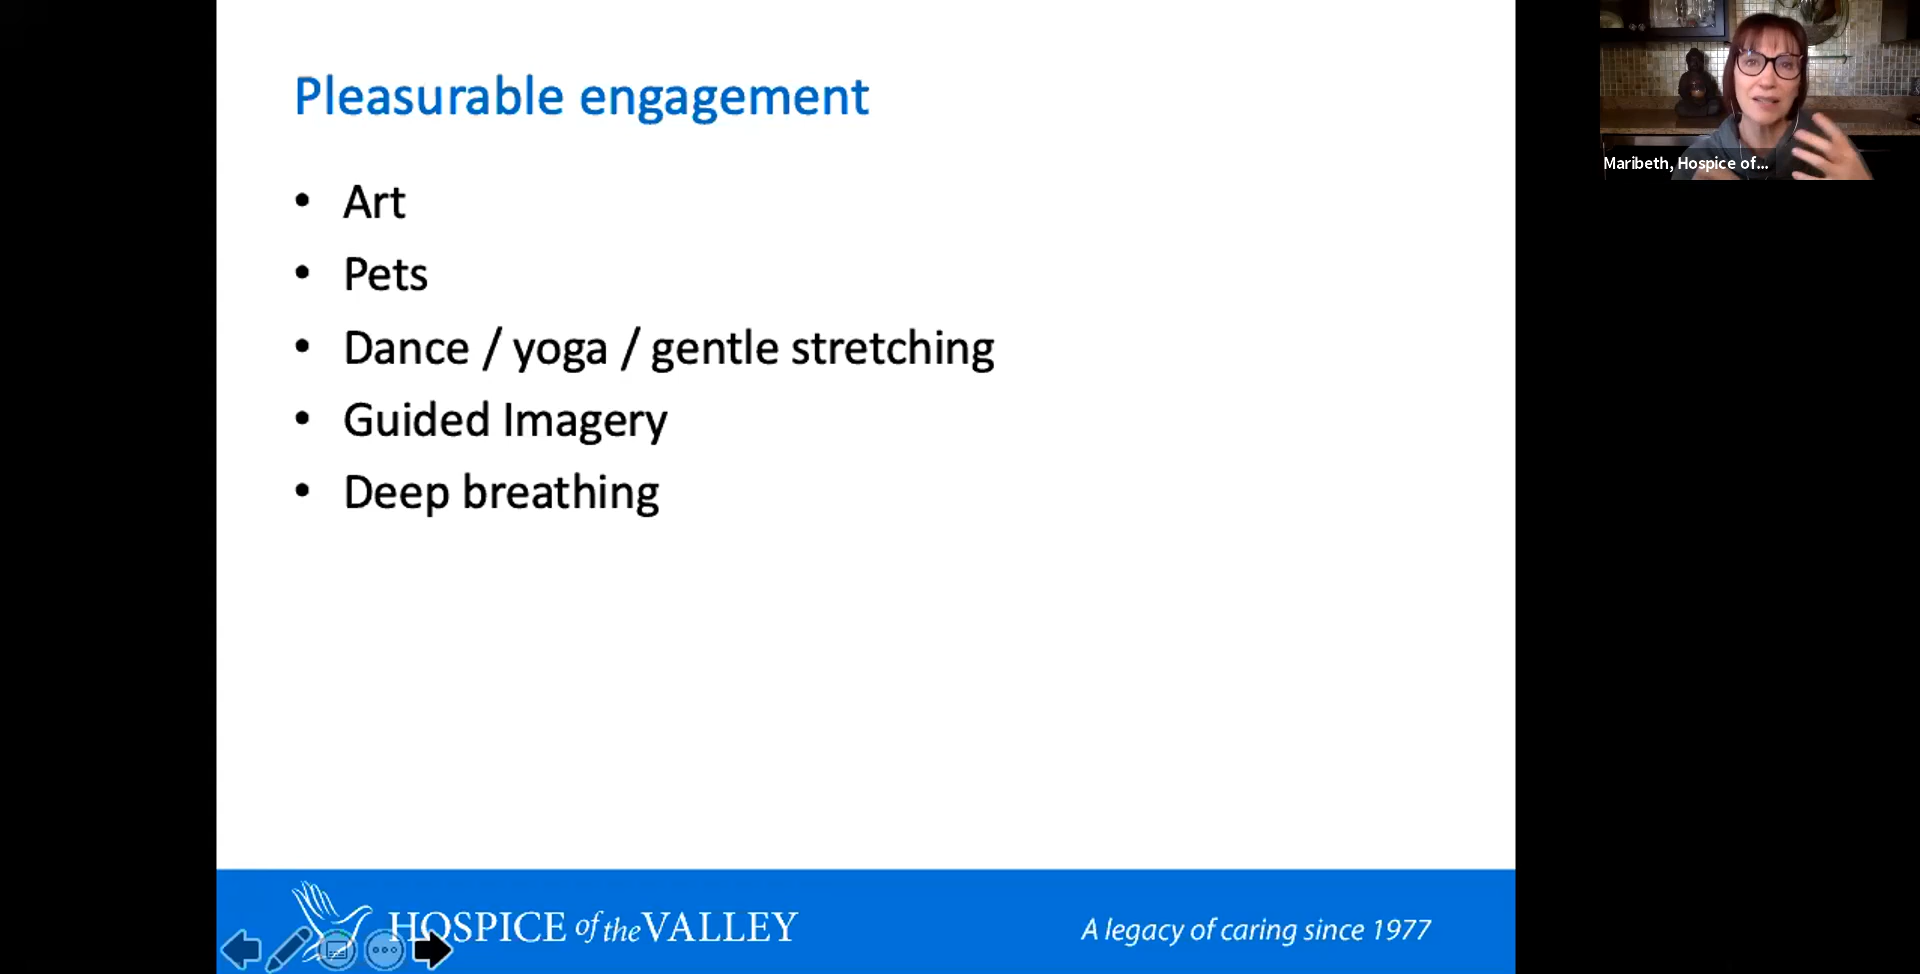 Pleasurable engagement
• Art
• Pets
• Dance / yoga / gentle stretching
• Guided Imagery
• Deep breathing
HOSPICE of the VALLEY
A legacy of caring since 1977
Maribeth, Hospice of...